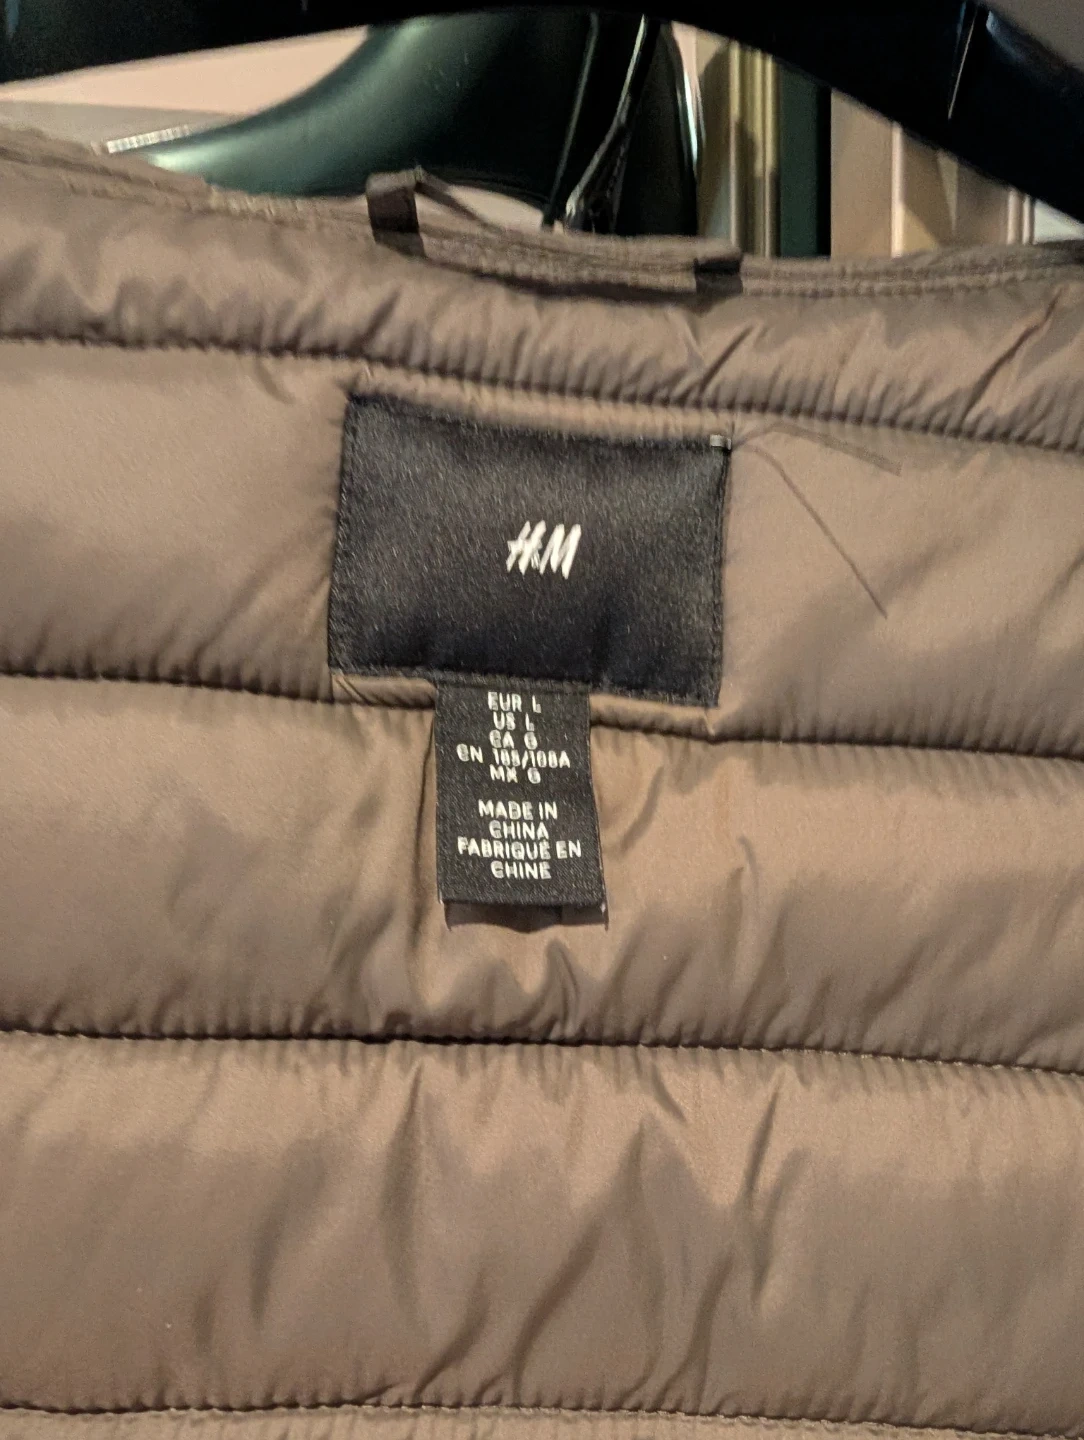 H&M
EUR L
US L
CA G
CN 185/108A
MX G
MADE IN
CHINA
FABRIQUÉ EN
CHINE